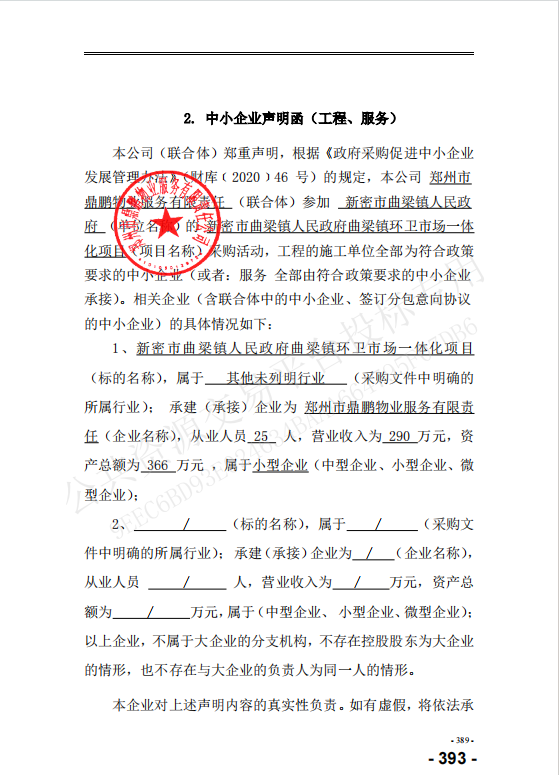 2. 中小企业声明函（工程、服务）
本公司（联合体）郑重声明，根据《政府采购促进中小企业
发展管理办法》（财库﹝2020﹞46 号）的规定，本公司 郑州市
鼎鹏物业服务有限责任 （联合体）参加 新密市曲梁镇人民政
府 （单位名称）的 新密市曲梁镇人民政府曲梁镇环卫市场一体
化项目（项目名称）采购活动，工程的施工单位全部为符合政策
要求的中小企业（或者：服务 全部由符合政策要求的中小企业
承接）。相关企业（含联合体中的中小企业、签订分包意向协议
的中小企业）的具体情况如下：
1、新密市曲梁镇人民政府曲梁镇环卫市场一体化项目
（标的名称），属于 其他未列明行业 （采购文件中明确的
所属行业）；承建（承接）企业为 郑州市鼎鹏物业服务有限责
任（企业名称），从业人员 25 人，营业收入为 290 万元，资
产总额为 366 万元 ，属于小型企业（中型企业、小型企业、微
型企业）；
2、 / （标的名称），属于 / （采购文
件中明确的所属行业）；承建（承接）企业为 / （企业名称），
从业人员 / 人，营业收入为 / 万元，资产总
额为 / 万元，属于（中型企业、 小型企业、微型企业）；
以上企业，不属于大企业的分支机构，不存在控股股东为大企业
的情形，也不存在与大企业的负责人为同一人的情形。
本企业对上述声明内容的真实性负责。如有虚假，将依法承
- 389 -
- 393 -
公共资源交易平台投标专用